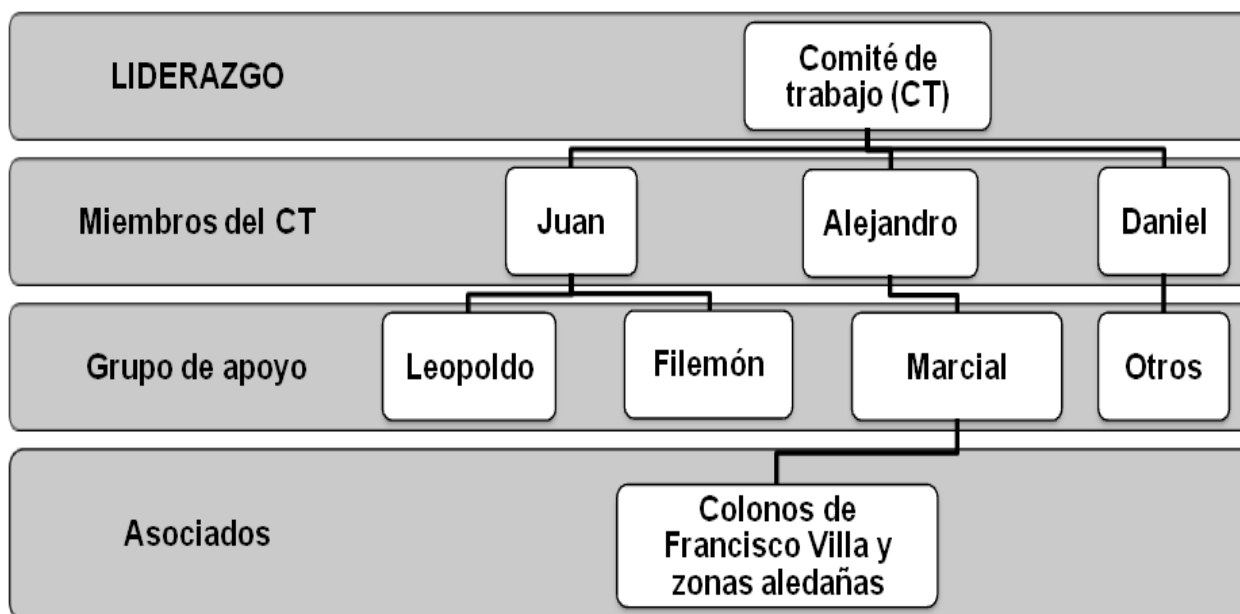 LIDERAZGO
Comité de
trabajo (CT)
Miembros del CT
Juan
Alejandro
Daniel
Grupo de apoyo
Leopoldo
Filemón
Marcial
Otros
Asociados
Colonos de
Francisco Villa y
zonas aledañas